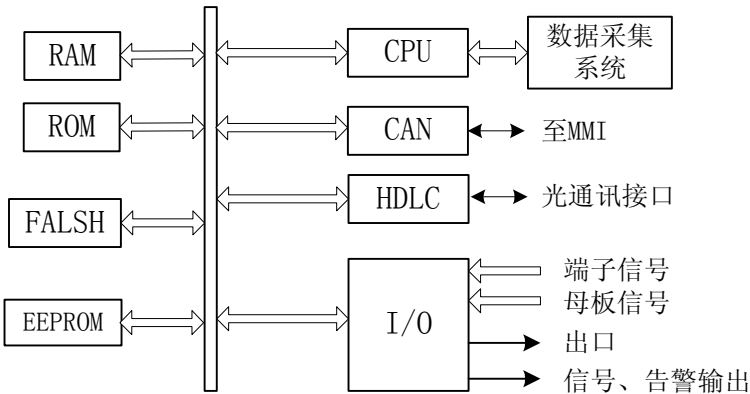 RAM
ROM
FALSH
EEPROM
CPU
数据采集
系统
CAN
至MMI
HDLC
光通讯接口
I/O
端子信号
母板信号
出口
信号、告警输出